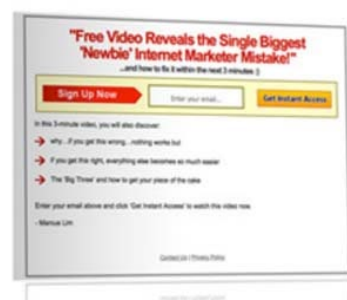 "Free Video Reveals the Single Biggest
'Newbie' Internet Marketer Mistake!"
...and how to fix it within the next 3 minutes :)
Sign Up Now
Enter your email...
Get Instant Access
In this 3-minute video, you will also discover:
why...if you get this wrong...nothing works but
if you get this right, everything else becomes so much easier
The 'Big Three' and how to get your piece of the cake
Enter your email above and click 'Get Instant Access' to watch this video now.
Contact Us | Privacy Policy